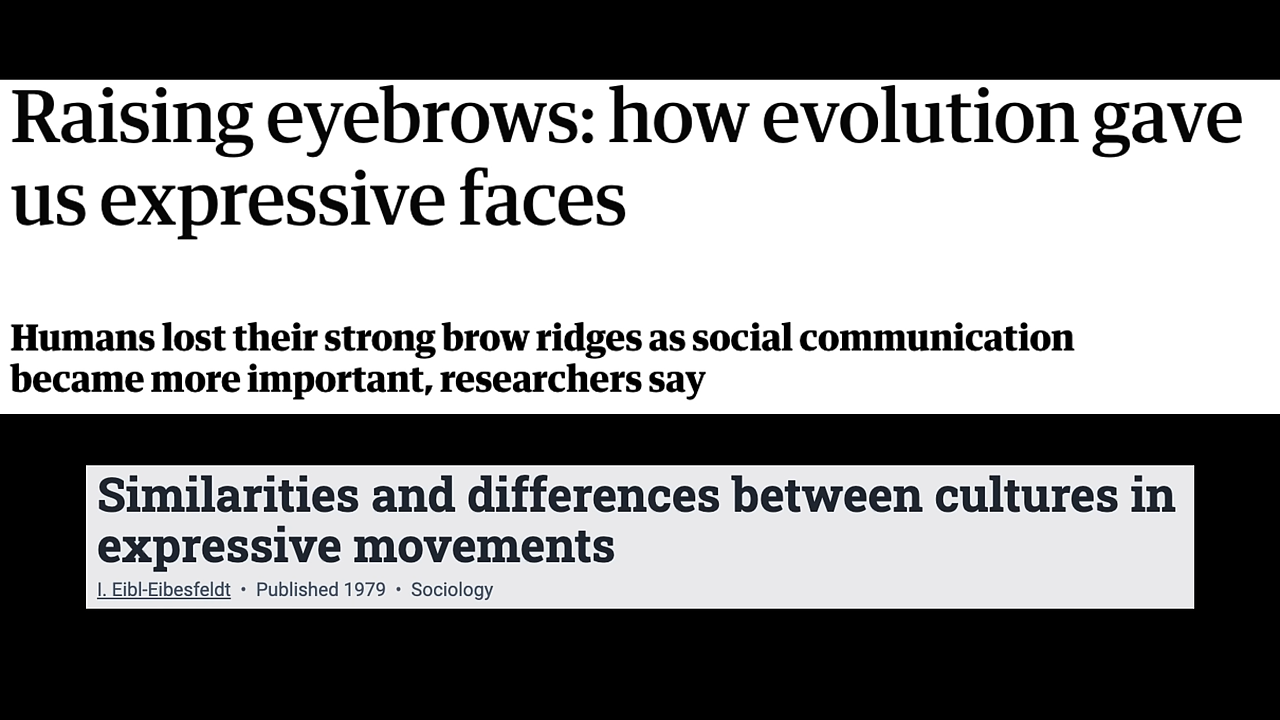 Raising eyebrows: how evolution gave
us expressive faces
Humans lost their strong brow ridges as social communication
became more important, researchers say
Similarities and differences between cultures in
expressive movements
I. Eibl-Eibesfeldt • Published 1979 • Sociology